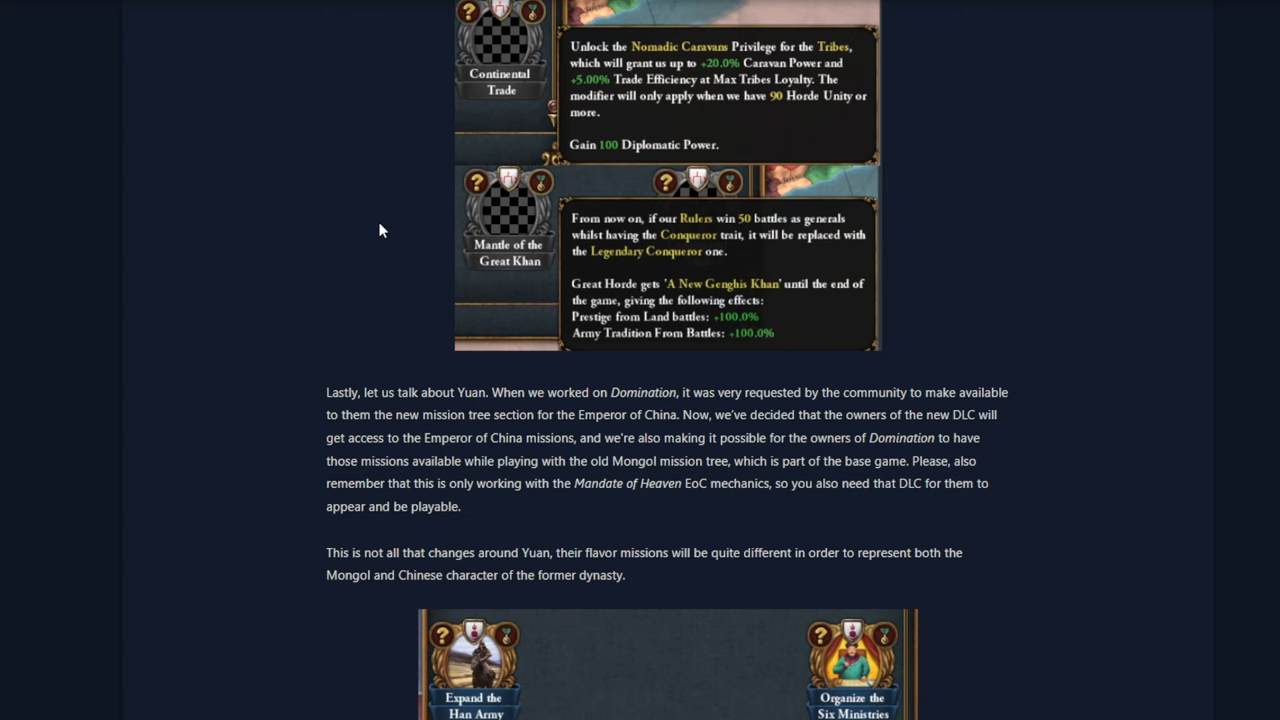 Continental
Trade
Unlock the Nomadic Caravans Privilege for the Tribes,
which will grant us up to +20.0% Caravan Power and
+5.00% Trade Efficiency at Max Tribes Loyalty. The
modifier will only apply when we have 90 Horde Unity or
more.
Gain 100 Diplomatic Power.
Mantle of the
Great Khan
From now on, if our Rulers win 50 battles as generals
whilst having the Conqueror trait, it will be replaced with
the Legendary Conqueror one.
Great Horde gets 'A New Genghis Khan' until the end of
the game, giving the following effects:
Prestige from Land battles: +100.0%
Army Tradition From Battles: +100.0%
Lastly, let us talk about Yuan. When we worked on Domination, it was very requested by the community to make available
to them the new mission tree section for the Emperor of China. Now, we've decided that the owners of the new DLC will
get access to the Emperor of China missions, and we're also making it possible for the owners of Domination to have
those missions available while playing with the old Mongol mission tree, which is part of the base game. Please, also
remember that this is only working with the Mandate of Heaven EoC mechanics, so you also need that DLC for them to
appear and be playable.
This is not all that changes around Yuan, their flavor missions will be quite different in order to represent both the
Mongol and Chinese character of the former dynasty.
Expand the
Han Army
Organize the
Six Ministries